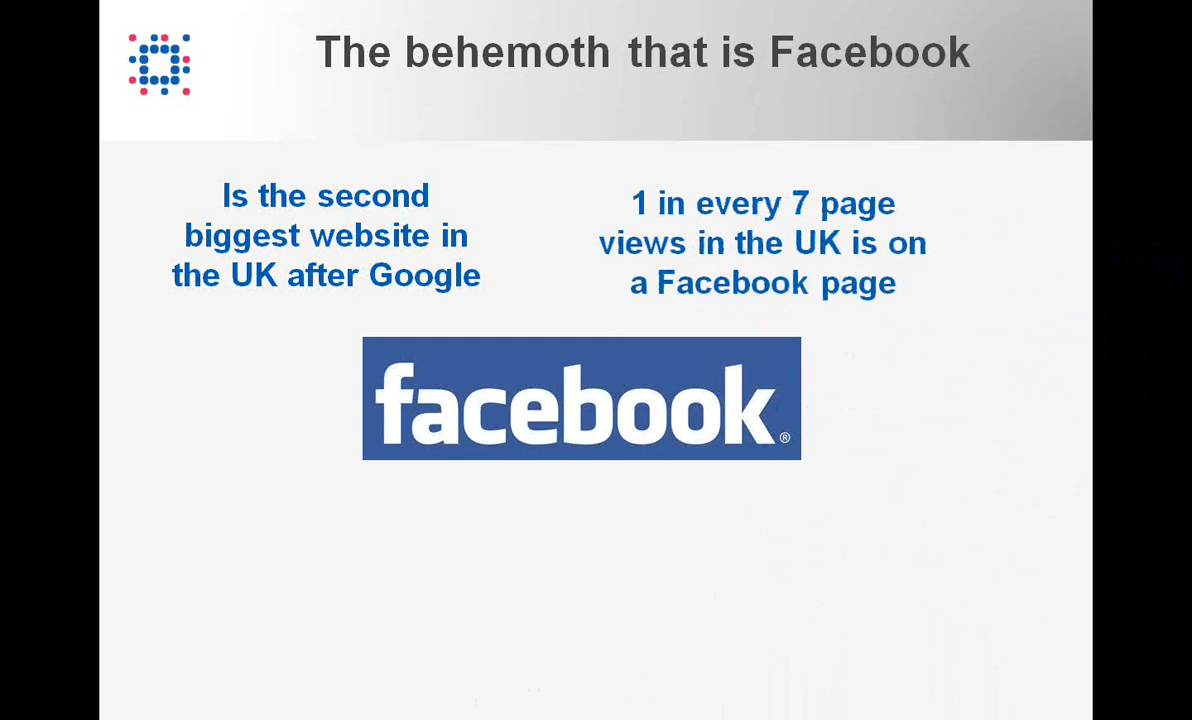 The behemoth that is Facebook
Is the second
biggest website in
the UK after Google
1 in every 7 page
views in the UK is on
a Facebook page
facebook®